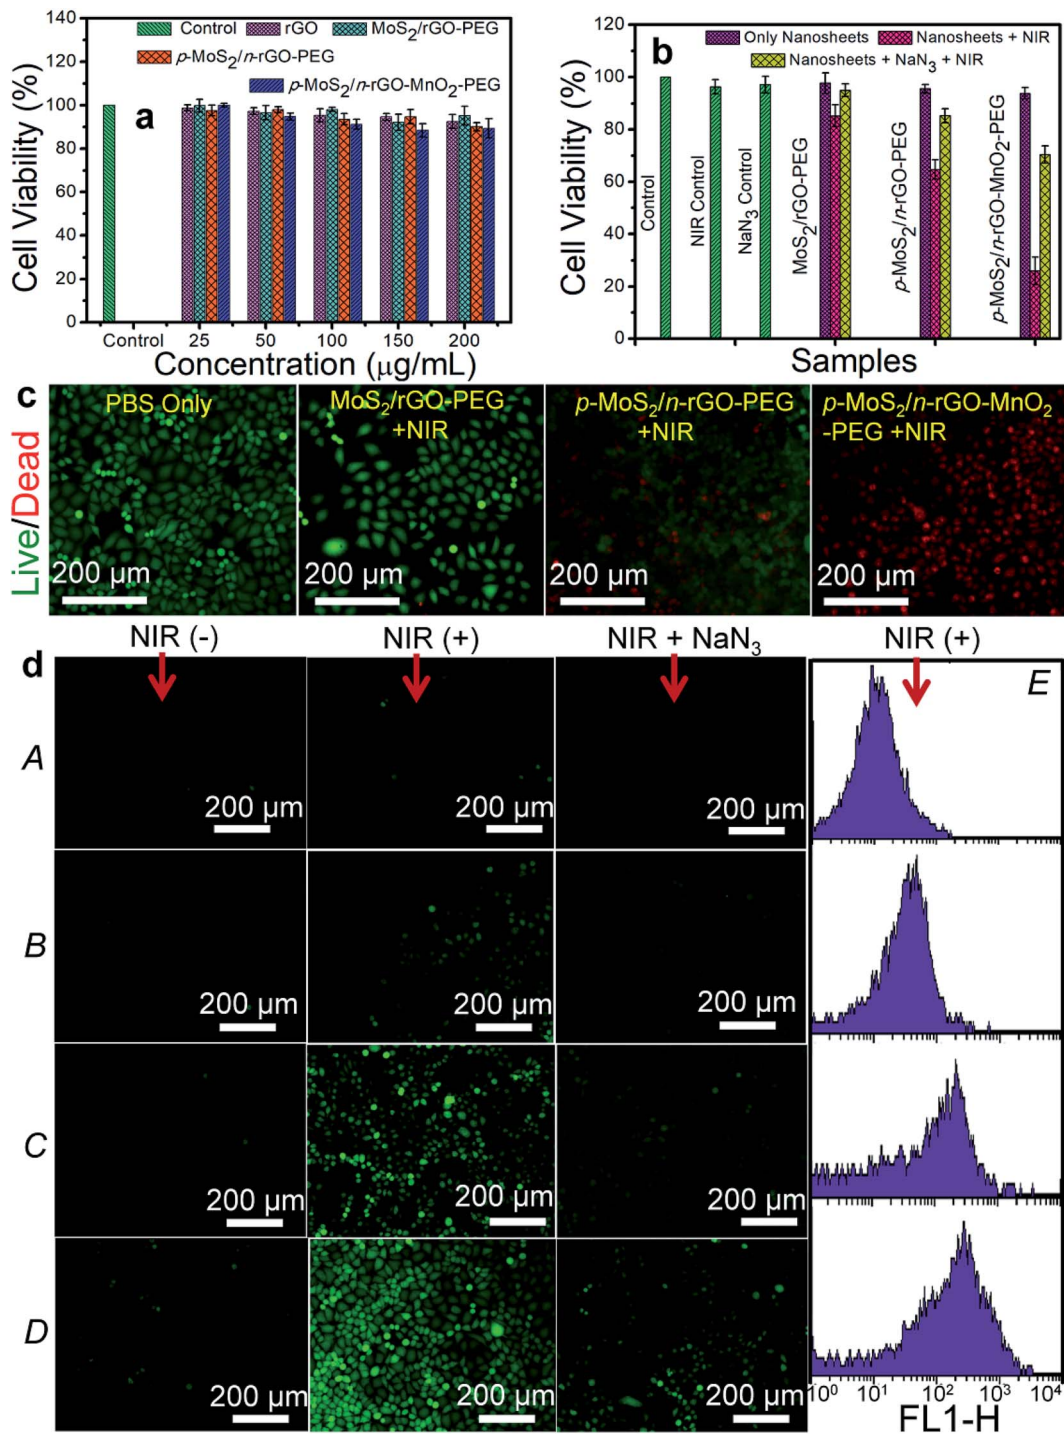 a
Cell Viability (%)
140
120
100
80
60
40
20
0
Control
rGO
MoS2/rGO-PEG
p-MoS2/n-rGO-PEG
p-MoS2/n-rGO-MnO2-PEG
Control 25 50 100 150 200
Concentration (μg/mL)
b
Cell Viability (%)
120
100
80
60
40
20
0
Only Nanosheets
Nanosheets + NIR
Nanosheets + NaN3 + NIR
Control
NIR Control
NaN3 Control
MoS2/rGO-PEG
p-MoS2/n-rGO-PEG
p-MoS2/n-rGO-MnO2-PEG
Samples
c
Live/Dead
PBS Only
200 μm
MoS2/rGO-PEG
+NIR
200 μm
p-MoS2/n-rGO-PEG
+NIR
200 μm
p-MoS2/n-rGO-MnO2
-PEG +NIR
200 μm
d
NIR (-)
NIR (+)
NIR + NaN3
NIR (+)
E
A
200 μm
200 μm
200 μm
B
200 μm
200 μm
200 μm
C
200 μm
200 μm
200 μm
D
200 μm
200 μm
200 μm
10^0 10^1 10^2 10^3 10^4
FL1-H